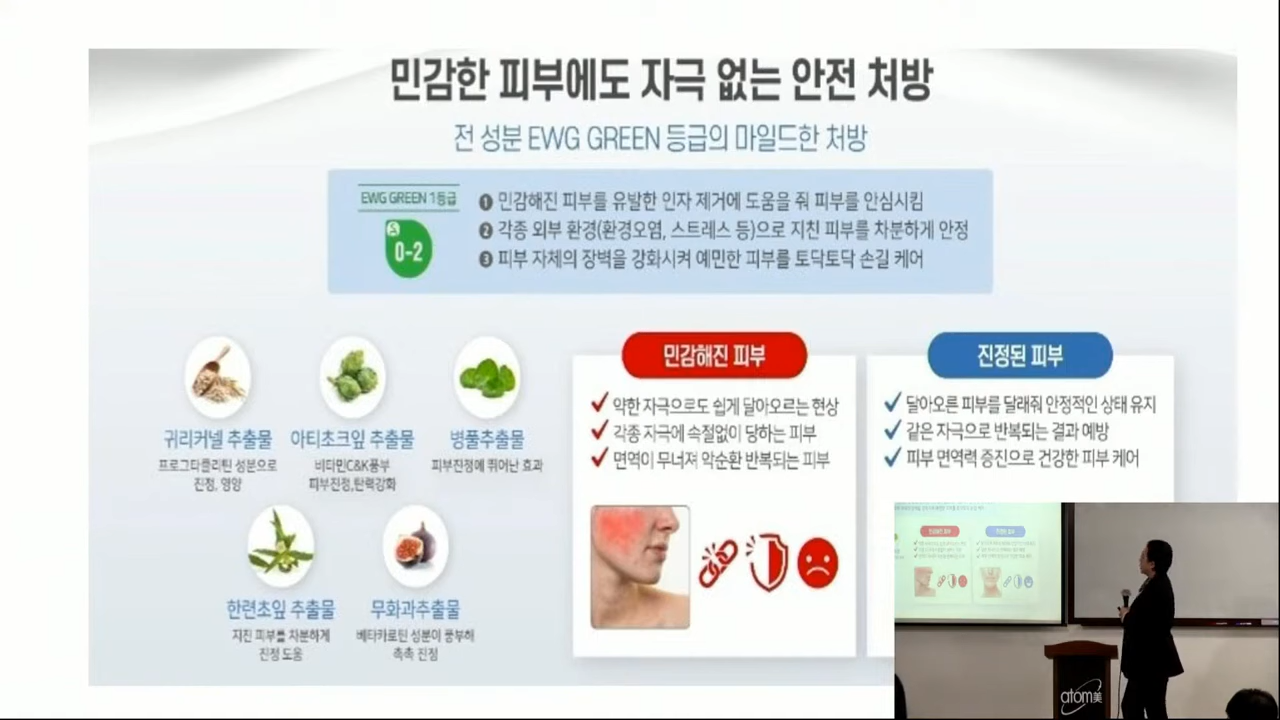 민감한 피부에도 자극 없는 안전 처방
전 성분 EWG GREEN 등급의 마일드한 처방
EWG GREEN 1등급
0-2
❶ 민감해진 피부를 유발한 인자 제거에 도움을 줘 피부를 안심시킴
❷ 각종 외부 환경(환경오염, 스트레스 등)으로 지친 피부를 차분하게 안정
❸ 피부 자체의 장벽을 강화시켜 예민한 피부를 토닥토닥 손길 케어
귀리커넬 추출물
프로그타믈리틴 성분으로
진정, 영양
아티초크잎 추출물
비타민C&K풍부
피부진정,탄력강화
병풀추출물
피부진정에 뛰어난 효과
한련초잎 추출물
지친 피부를 차분하게
진정 도움
무화과추출물
베타카로틴 성분이 풍부해
촉촉 진정
민감해진 피부
약한 자극으로도 쉽게 달아오르는 현상
각종 자극에 속절없이 당하는 피부
면역이 무너져 악순환 반복되는 피부
진정된 피부
달아오른 피부를 달래줘 안정적인 상태 유지
같은 자극으로 반복되는 결과 예방
피부 면역력 증진으로 건강한 피부 케어
atom美